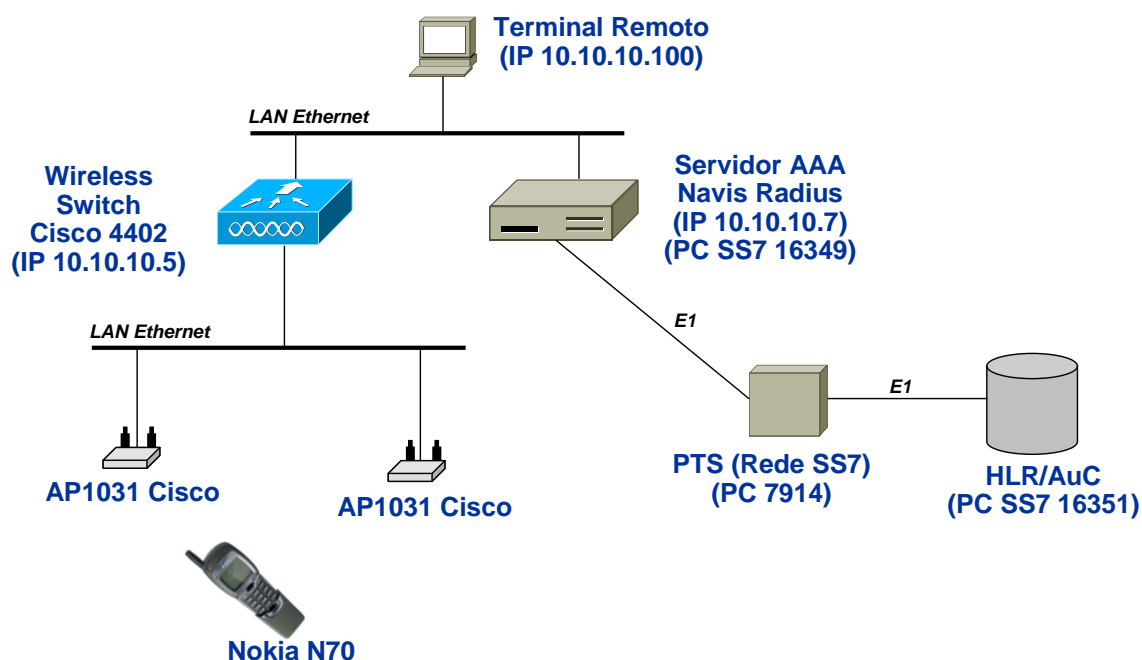 Terminal Remoto
(IP 10.10.10.100)
LAN Ethernet
Wireless
Switch
Cisco 4402
(IP 10.10.10.5)
Servidor AAA
Navis Radius
(IP 10.10.10.7)
(PC SS7 16349)
LAN Ethernet
E1
E1
AP1031 Cisco
AP1031 Cisco
PTS (Rede SS7)
(PC 7914)
HLR/AuC
(PC SS7 16351)
Nokia N70